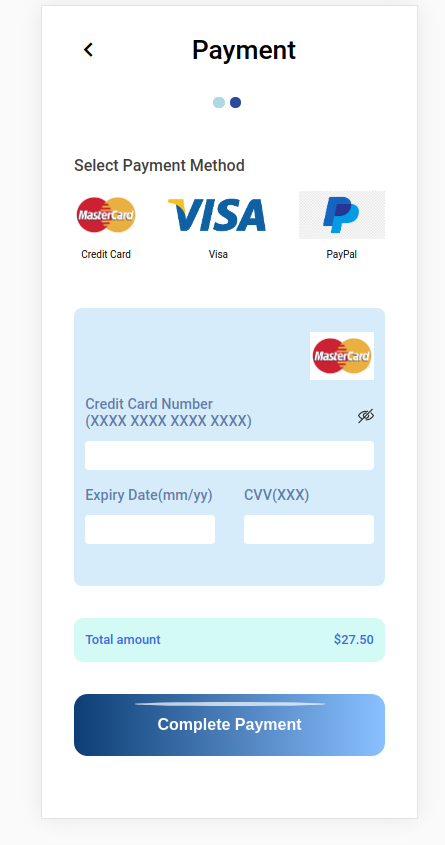 Payment
Select Payment Method
MasterCard
VISA
Credit Card
Visa
PayPal
MasterCard
Credit Card Number
(XXXX XXXX XXXX XXXX)
Expiry Date(mm/yy)
CVV(XXX)
Total amount
$27.50
Complete Payment